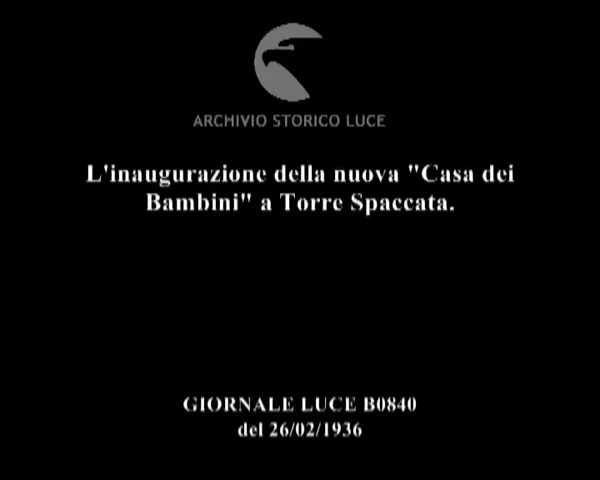 ARCHIVIO STORICO LUCE
L'inaugurazione della nuova "Casa dei
Bambini" a Torre Spaccata.
GIORNALE LUCE B0840
del 26/02/1936